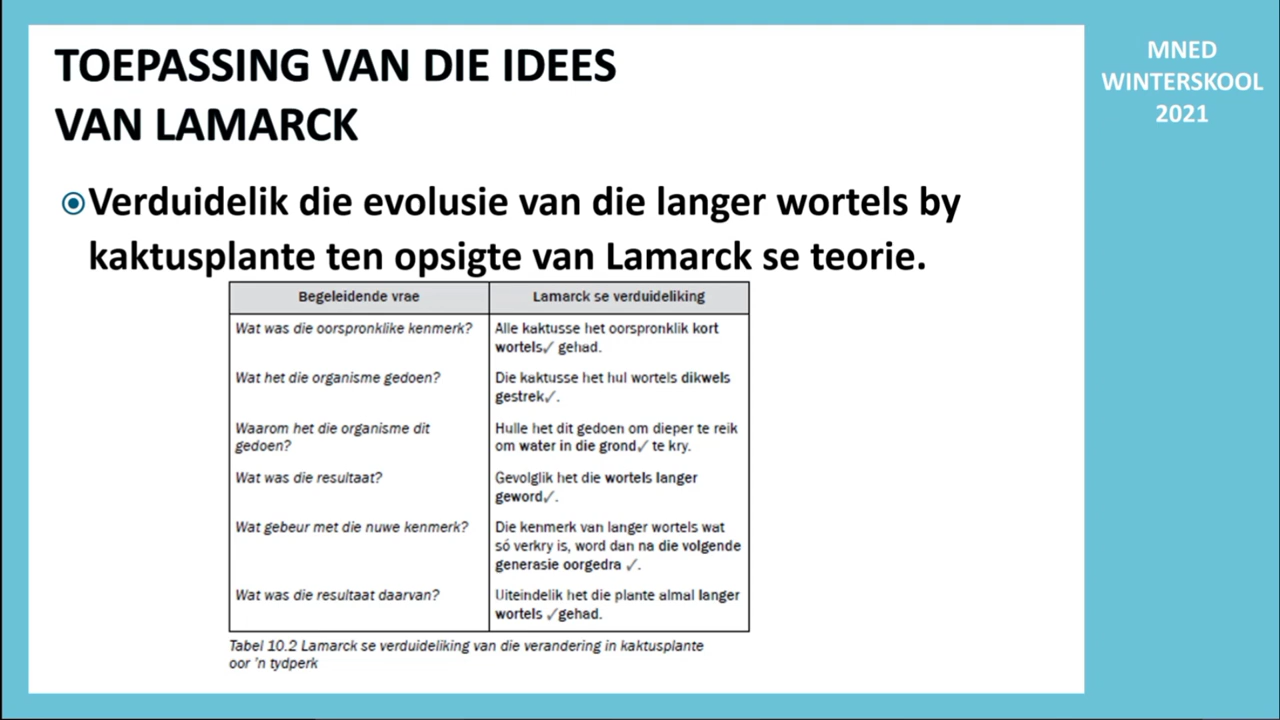 TOEPASSING VAN DIE IDEES
VAN LAMARCK
MNED
WINTERSKOOL
2021
Verduidelik die evolusie van die langer wortels by
kaktusplante ten opsigte van Lamarck se teorie.
Begeleidende vrae
Lamarck se verduideliking
Wat was die oorspronklike kenmerk?
Alle kaktusse het oorspronklik kort
wortels✓ gehad.
Wat het die organisme gedoen?
Die kaktusse het hul wortels dikwels
gestrek✓.
Waarom het die organisme dit
gedoen?
Hulle het dit gedoen om dieper te reik
om water in die grond✓ te kry.
Wat was die resultaat?
Gevolglik het die wortels langer
geword✓.
Wat gebeur met die nuwe kenmerk?
Die kenmerk van langer wortels wat
só verkry is, word dan na die volgende
generasie oorgedra ✓.
Wat was die resultaat daarvan?
Uiteindelik het die plante almal langer
wortels ✓gehad.
Tabel 10.2 Lamarck se verduideliking van die verandering in kaktusplante
oor 'n tydperk